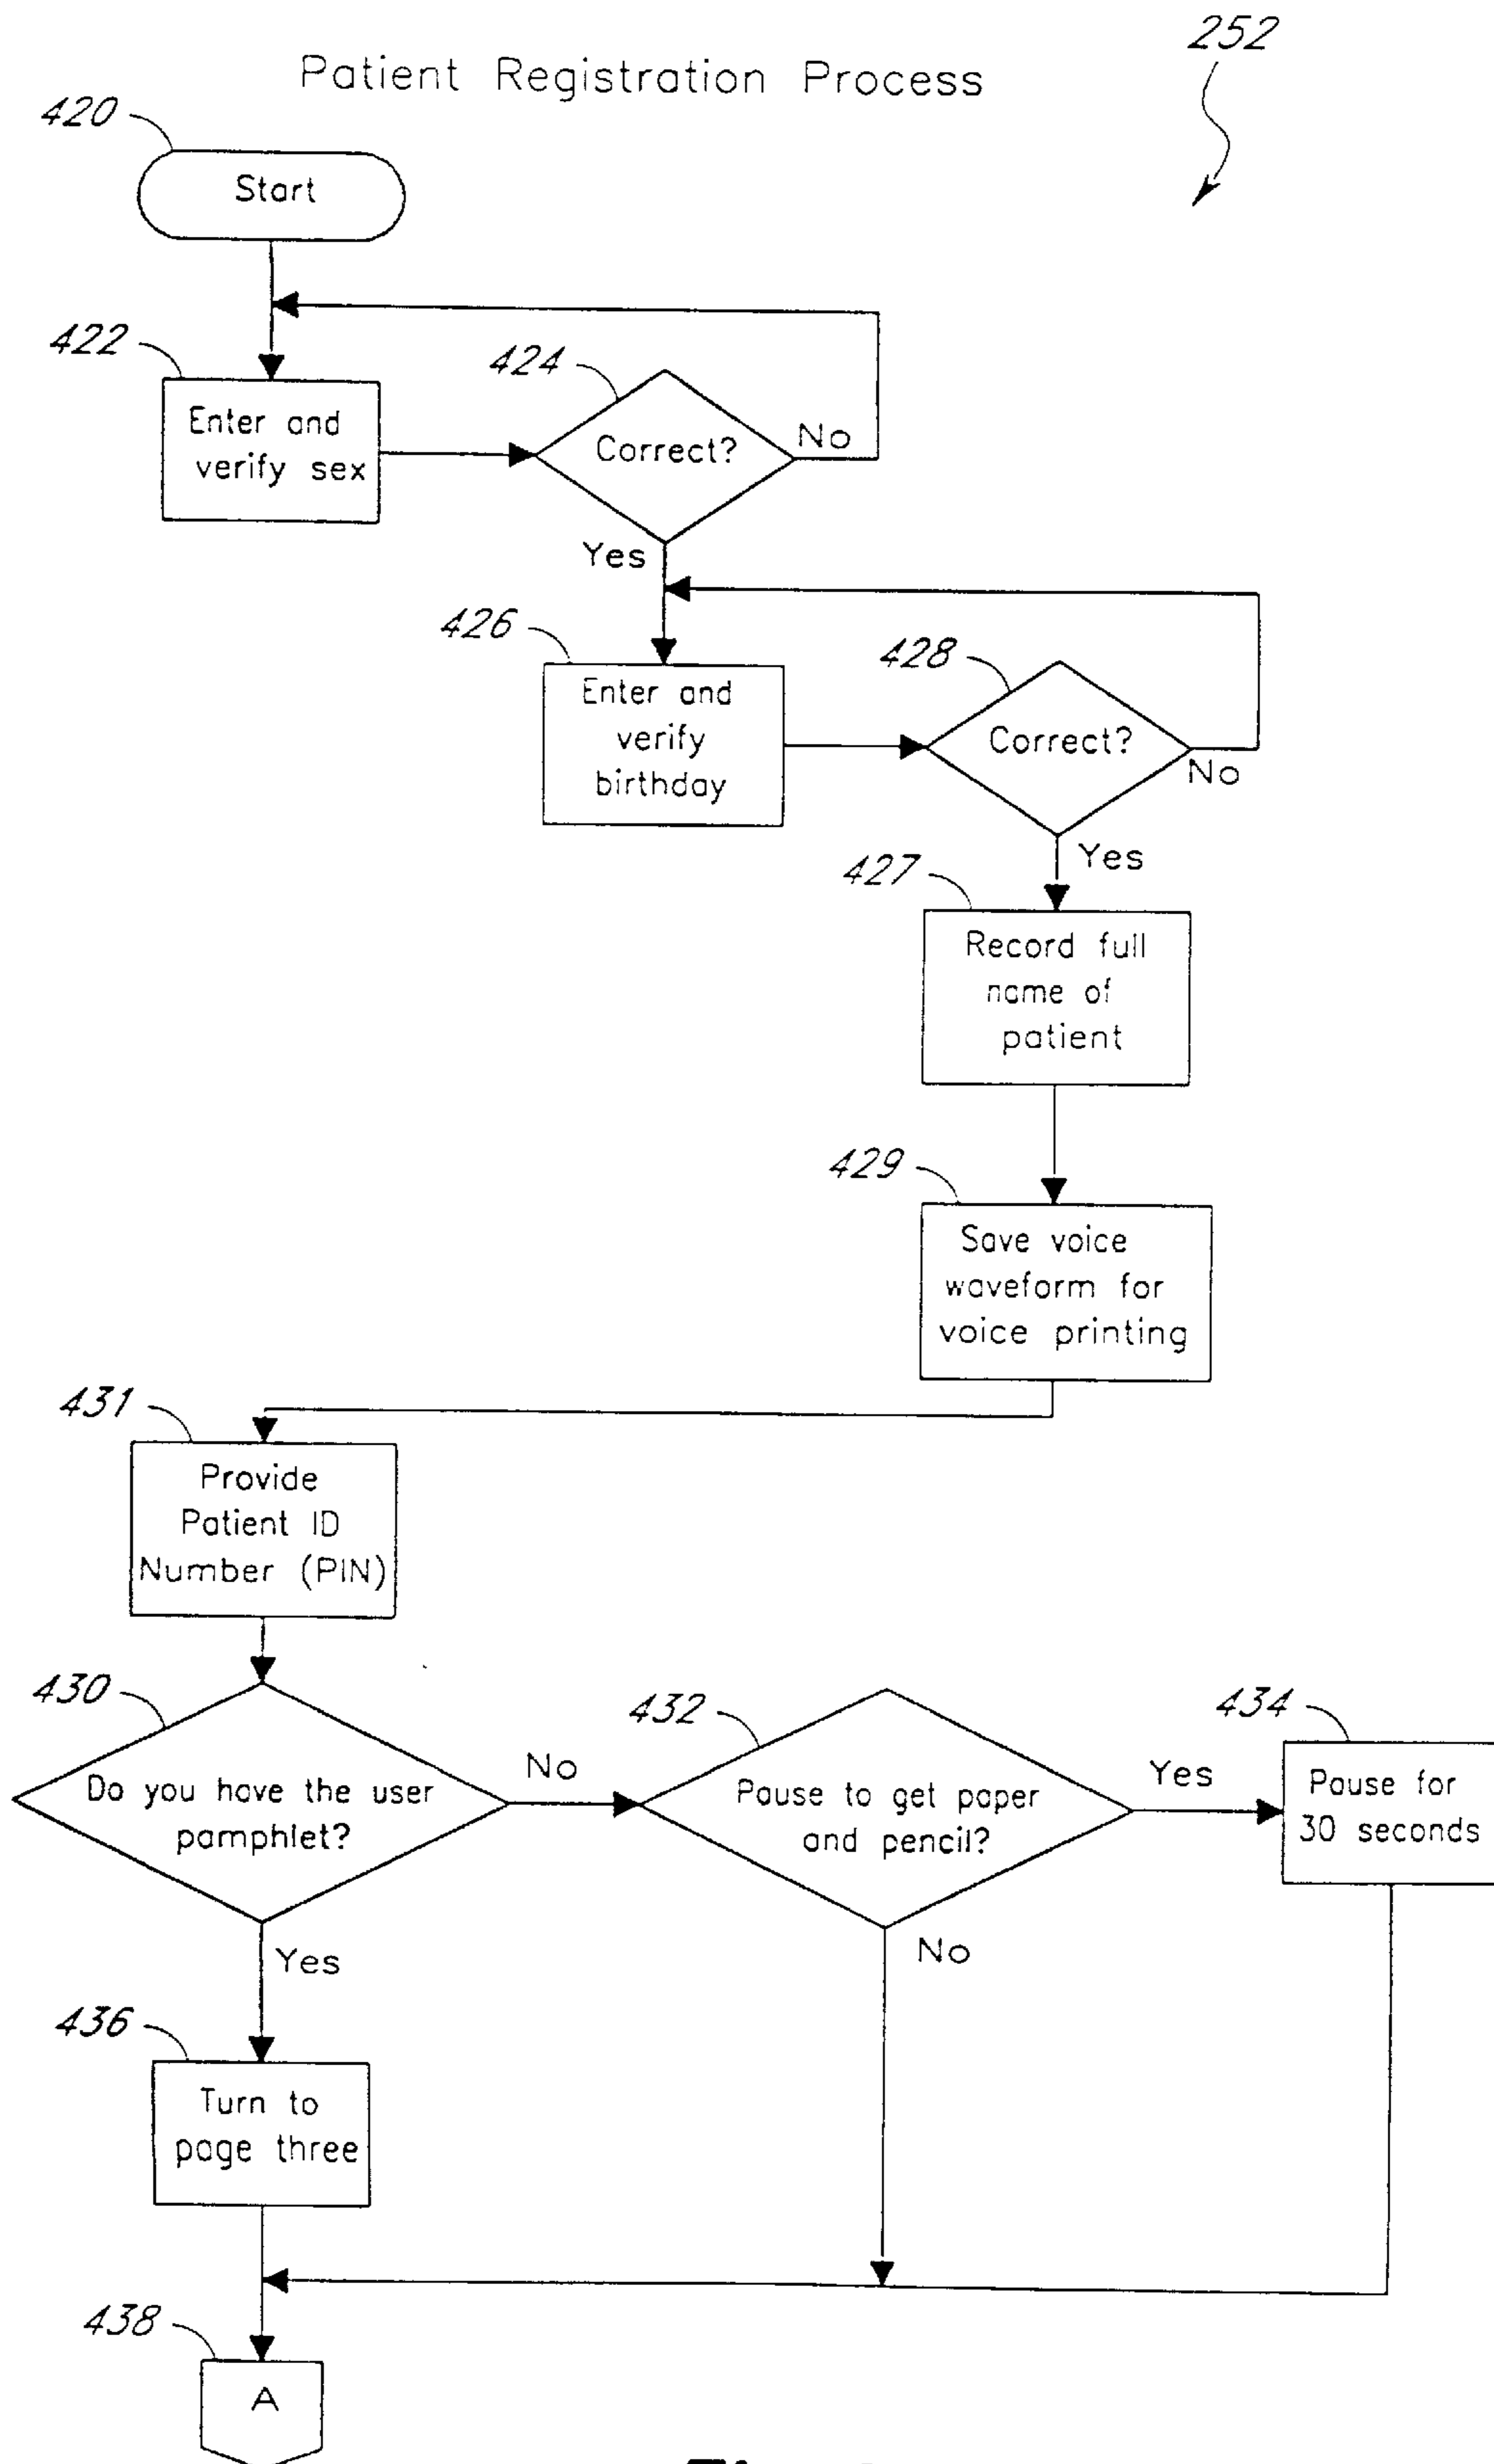 252
Patient Registration Process
420
Start
422
Enter and
verify sex
424
Correct?
No
Yes
426
Enter and
verify
birthday
428
Correct?
No
Yes
427
Record full
name of
patient
429
Save voice
waveform for
voice printing
431
Provide
Patient ID
Number (PIN)
430
Do you have the user
pamphlet?
No
432
Pause to get paper
and pencil?
Yes
434
Pause for
30 seconds
Yes
No
436
Turn to
page three
438
A